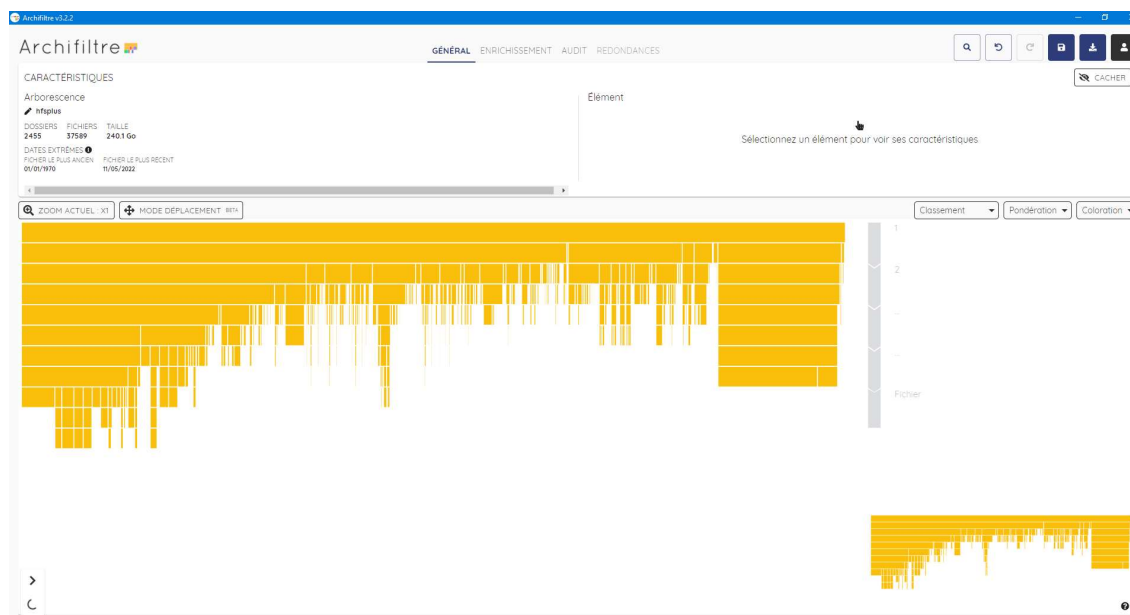 Archifiltre v3.2.2
Archifiltre
GÉNÉRAL ENRICHISSEMENT AUDIT REDONDANCES
CARACTÉRISTIQUES
CACHER
Arborescence
hfsplus
DOSSIERS FICHIERS TAILLE
2455 37589 240.1 Go
DATES EXTRÊMES
FICHIER LE PLUS ANCIEN FICHIER LE PLUS RÉCENT
01/01/1970 11/05/2022
Élément
Sélectionnez un élément pour voir ses caractéristiques
ZOOM ACTUEL : X1 MODE DÉPLACEMENT BETA
Classement Pondération Coloration
1
2
...
...
Fichier